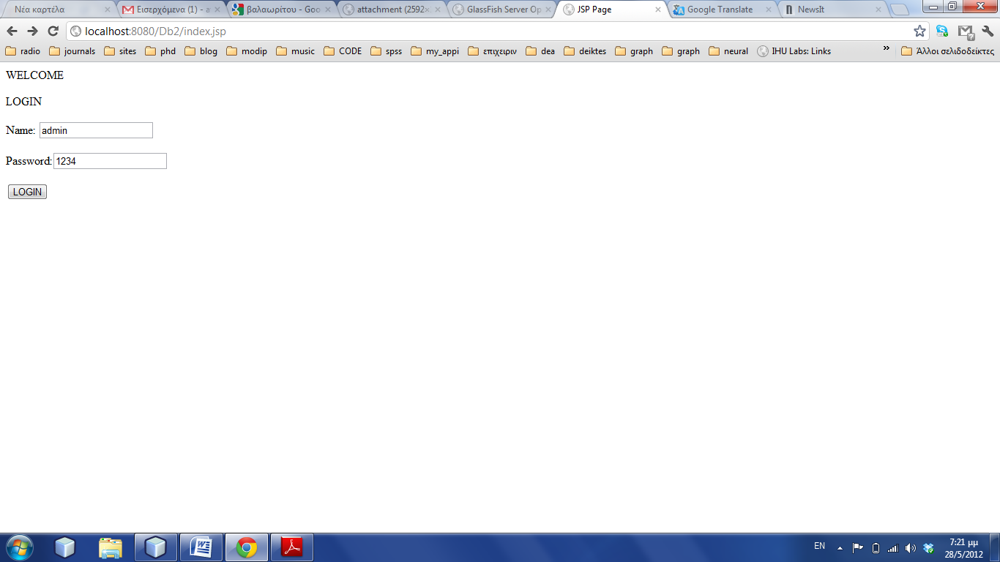 Νέα καρτέλα
Εισερχόμενα (1) - a
βαλαωρίτου - Goo
attachment (2592×
GlassFish Server Op
JSP Page
Google Translate
NewsIt
localhost:8080/Db2/index.jsp
radio journals sites phd blog modip music CODE spss my_appi επιχειριν dea deiktes graph graph neural IHU Labs: Links » Άλλοι σελιδοδείκτες
WELCOME
LOGIN
Name: admin
Password: 1234
LOGIN
EN
7:21 μμ
28/5/2012